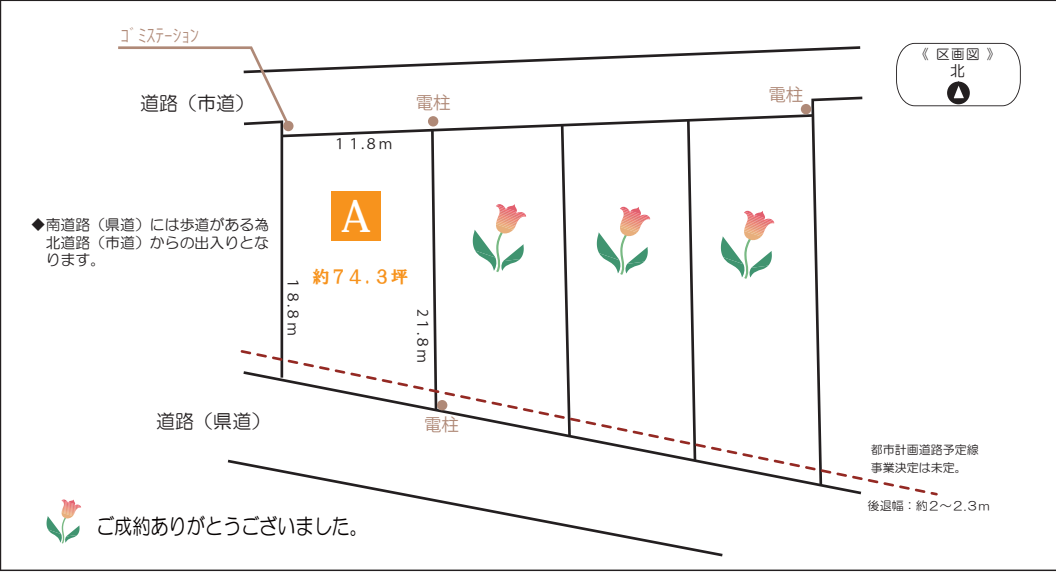 ｺﾞﾐｽﾃｰｼｮﾝ
《 区画図 》
北
道路（市道）
電柱
電柱
11.8m
A
◆南道路（県道）には歩道がある為
北道路（市道）からの出入りとな
ります。
約74.3坪
18.8m
21.8m
道路（県道）
電柱
都市計画道路予定線
事業決定は未定。
後退幅：約2～2.3m
ご成約ありがとうございました。